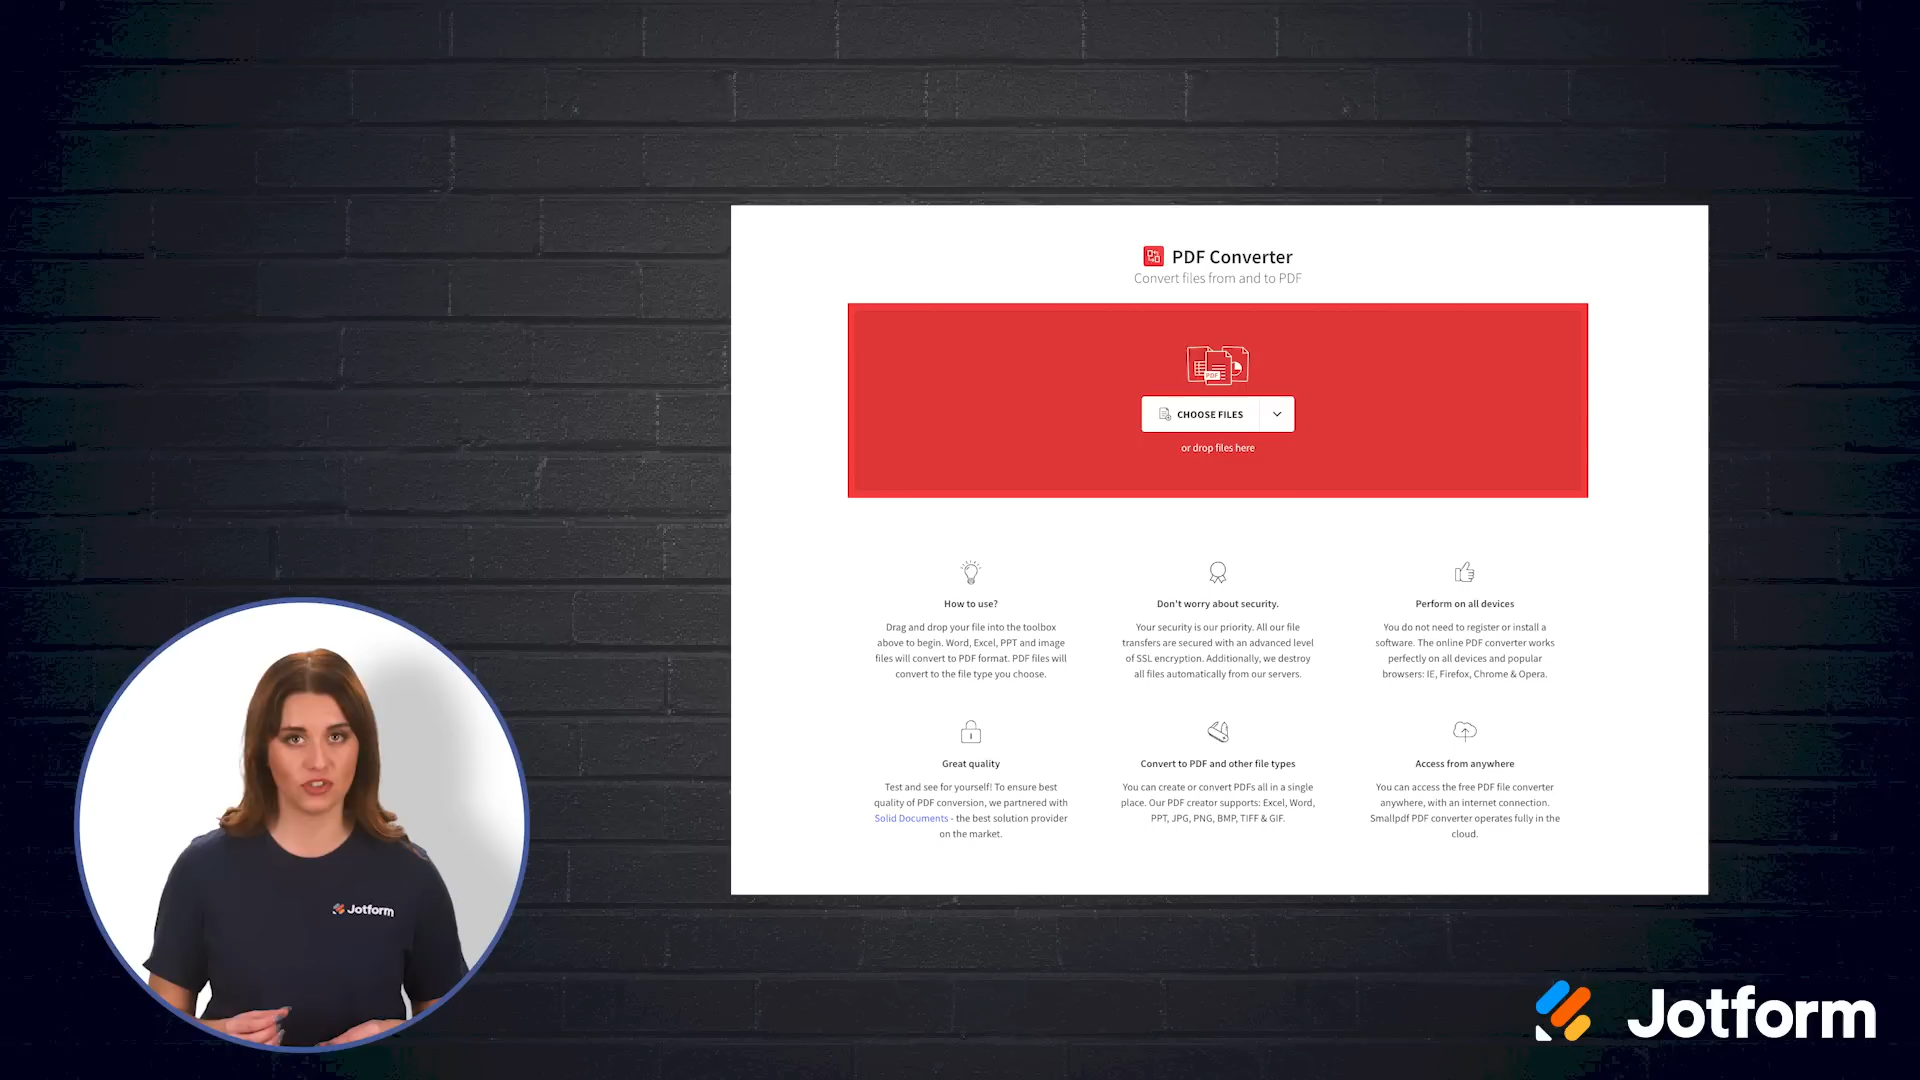 PDF Converter
Convert files from and to PDF
PDF
CHOOSE FILES
or drop files here
How to use?
Drag and drop your file into the toolbox
above to begin. Word, Excel, PPT and image
files will convert to PDF format. PDF files will
convert to the file type you choose.
Don't worry about security.
Your security is our priority. All our file
transfers are secured with an advanced level
of SSL encryption. Additionally, we destroy
all files automatically from our servers.
Perform on all devices
You do not need to register or install a
software. The online PDF converter works
perfectly on all devices and popular
browsers: IE, Firefox, Chrome & Opera.
Great quality
Test and see for yourself! To ensure best
quality of PDF conversion, we partnered with
Solid Documents - the best solution provider
on the market.
Convert to PDF and other file types
You can create or convert PDFs all in a single
place. Our PDF creator supports: Excel, Word,
PPT, JPG, PNG, BMP, TIFF & GIF.
Access from anywhere
You can access the free PDF file converter
anywhere, with an internet connection.
Smallpdf PDF converter operates fully in the
cloud.
Jotform
Jotform